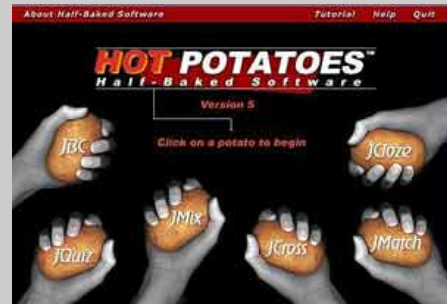 About Half-Baked Software Tutorial Help Quit
HOT POTATOES™
Half-Baked Software
Version 5
Click on a potato to begin
JBC
JCloze
JQuiz
JMix
JCross
JMatch